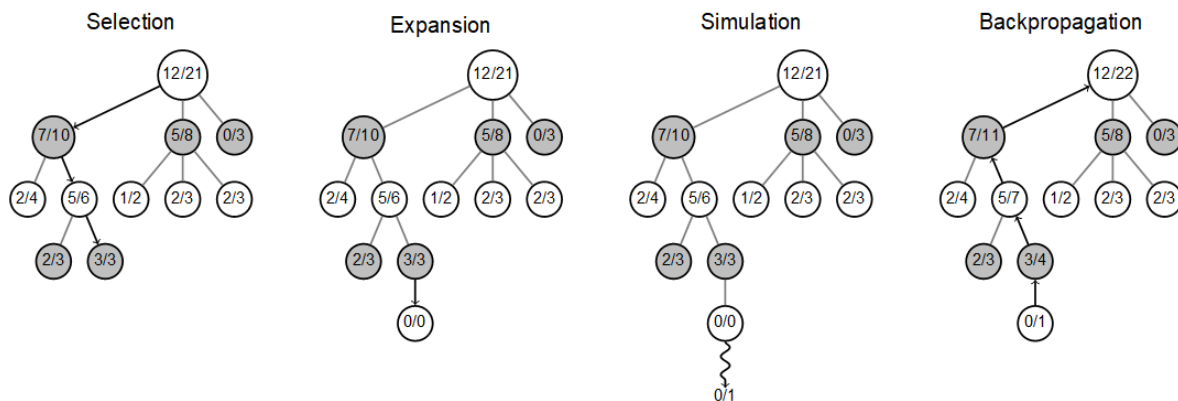 Selection
12/21
7/10 5/8 0/3
2/4 5/6 1/2 2/3 2/3
2/3 3/3
Expansion
12/21
7/10 5/8 0/3
2/4 5/6 1/2 2/3 2/3
2/3 3/3
0/0
Simulation
12/21
7/10 5/8 0/3
2/4 5/6 1/2 2/3 2/3
2/3 3/3
0/0
0/1
Backpropagation
12/22
7/11 5/8 0/3
2/4 5/7 1/2 2/3 2/3
2/3 3/4
0/1